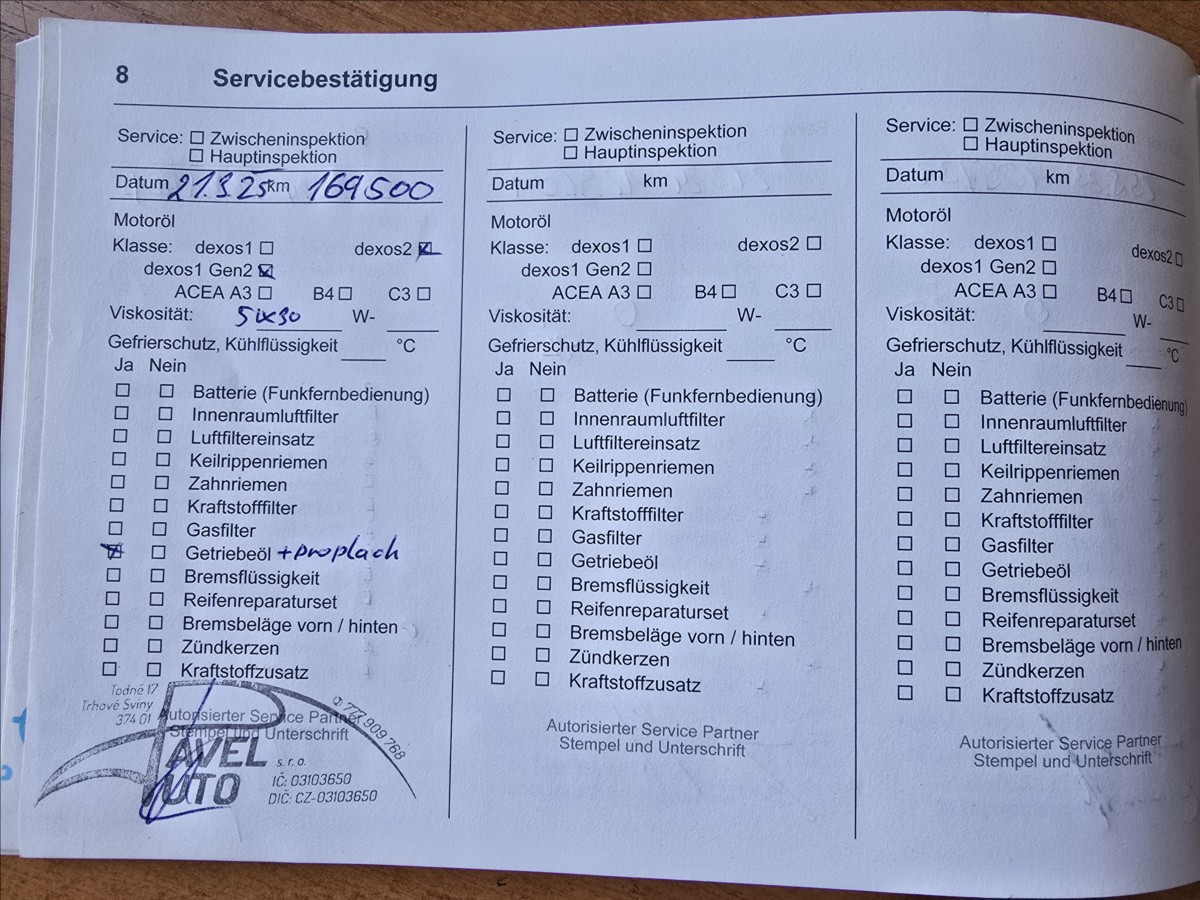 8 Servicebestätigung
Service: ☐ Zwischeninspektion
☐ Hauptinspektion
Datum 21.3 25 km 169500
Motoröl
Klasse: dexos1 ☐ dexos2 ☒
dexos1 Gen2 ☒
ACEA A3 ☐ B4 ☐ C3 ☐
Viskosität: 5W30 W-
Gefrierschutz, Kühlflüssigkeit °C
Ja Nein
☐ ☐ Batterie (Funkfernbedienung)
☐ ☐ Innenraumluftfilter
☐ ☐ Luftfiltereinsatz
☐ ☐ Keilrippenriemen
☐ ☐ Zahnriemen
☐ ☐ Kraftstofffilter
☐ ☐ Gasfilter
☒ ☐ Getriebeöl + proplach
☐ ☐ Bremsflüssigkeit
☐ ☐ Reifenreparaturset
☐ ☐ Bremsbeläge vorn / hinten
☐ ☐ Zündkerzen
☐ ☐ Kraftstoffzusatz
Todně 17
Trhové Sviny
374 01
✆ 777 909 768
Autorisierter Service Partner
Stempel und Unterschrift
PAVEL
AUTO
s. r. o.
IČ: 03103650
DIČ: CZ-03103650
Service: ☐ Zwischeninspektion
☐ Hauptinspektion
Datum km
Motoröl
Klasse: dexos1 ☐ dexos2 ☐
dexos1 Gen2 ☐
ACEA A3 ☐ B4 ☐ C3 ☐
Viskosität: W-
Gefrierschutz, Kühlflüssigkeit °C
Ja Nein
☐ ☐ Batterie (Funkfernbedienung)
☐ ☐ Innenraumluftfilter
☐ ☐ Luftfiltereinsatz
☐ ☐ Keilrippenriemen
☐ ☐ Zahnriemen
☐ ☐ Kraftstofffilter
☐ ☐ Gasfilter
☐ ☐ Getriebeöl
☐ ☐ Bremsflüssigkeit
☐ ☐ Reifenreparaturset
☐ ☐ Bremsbeläge vorn / hinten
☐ ☐ Zündkerzen
☐ ☐ Kraftstoffzusatz
Autorisierter Service Partner
Stempel und Unterschrift
Service: ☐ Zwischeninspektion
☐ Hauptinspektion
Datum km
Motoröl
Klasse: dexos1 ☐ dexos2 ☐
dexos1 Gen2 ☐
ACEA A3 ☐ B4 ☐ C3 ☐
Viskosität: W-
Gefrierschutz, Kühlflüssigkeit °C
Ja Nein
☐ ☐ Batterie (Funkfernbedienung)
☐ ☐ Innenraumluftfilter
☐ ☐ Luftfiltereinsatz
☐ ☐ Keilrippenriemen
☐ ☐ Zahnriemen
☐ ☐ Kraftstofffilter
☐ ☐ Gasfilter
☐ ☐ Getriebeöl
☐ ☐ Bremsflüssigkeit
☐ ☐ Reifenreparaturset
☐ ☐ Bremsbeläge vorn / hinten
☐ ☐ Zündkerzen
☐ ☐ Kraftstoffzusatz
Autorisierter Service Partner
Stempel und Unterschrift